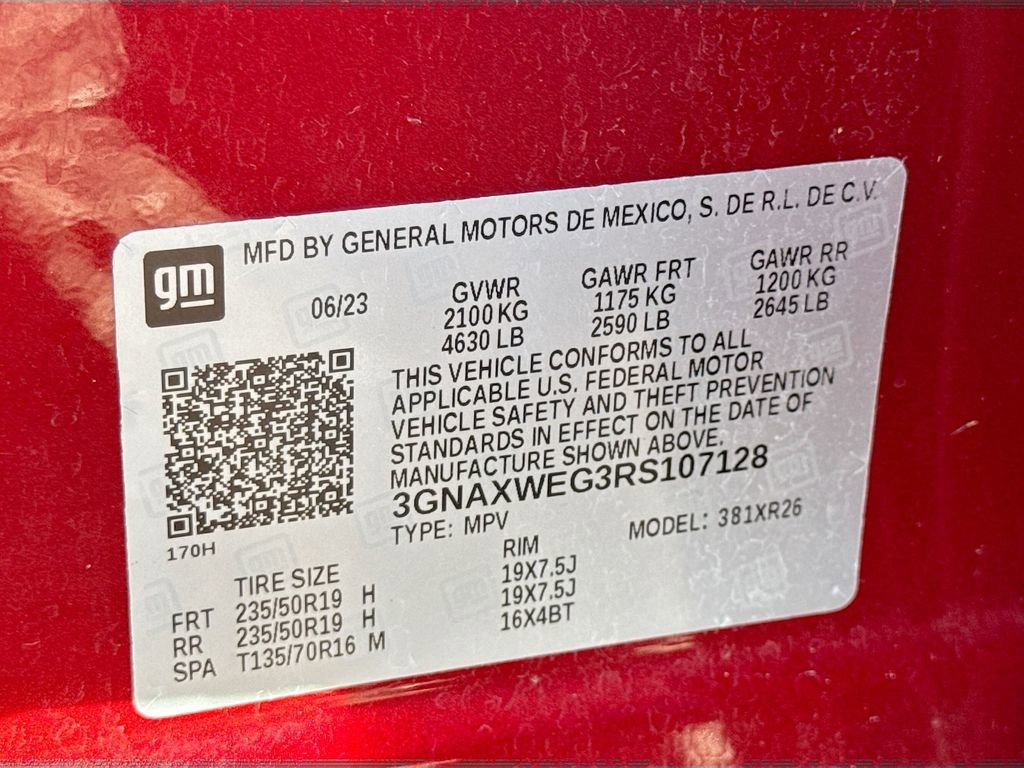 gm
MFD BY GENERAL MOTORS DE MEXICO, S. DE R.L. DE C.V.
06/23 GVWR GAWR FRT GAWR RR
2100 KG 1175 KG 1200 KG
4630 LB 2590 LB 2645 LB
THIS VEHICLE CONFORMS TO ALL
APPLICABLE U.S. FEDERAL MOTOR
VEHICLE SAFETY AND THEFT PREVENTION
STANDARDS IN EFFECT ON THE DATE OF
MANUFACTURE SHOWN ABOVE.
3GNAXWEG3RS107128
TYPE: MPV MODEL: 381XR26
170H
TIRE SIZE RIM
FRT 235/50R19 H 19X7.5J
RR 235/50R19 H 19X7.5J
SPA T135/70R16 M 16X4BT